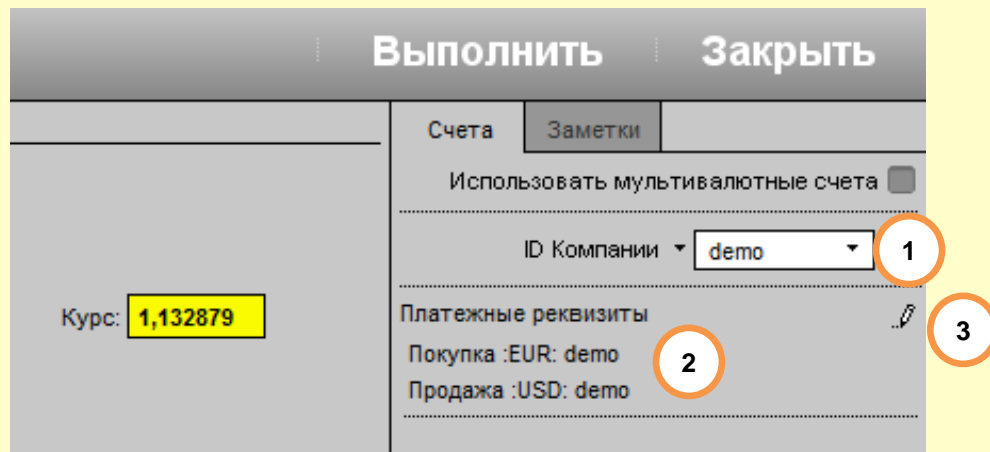 Выполнить Закрыть
Счета Заметки
Использовать мультивалютные счета
ID Компании demo 1
Курс: 1,132879
Платежные реквизиты 3
Покупка :EUR: demo 2
Продажа :USD: demo